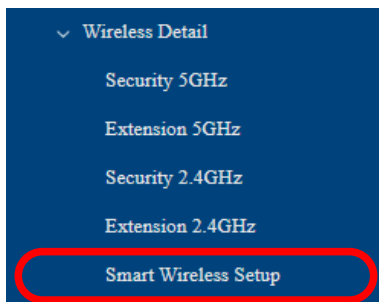 Wireless Detail
Security 5GHz
Extension 5GHz
Security 2.4GHz
Extension 2.4GHz
Smart Wireless Setup